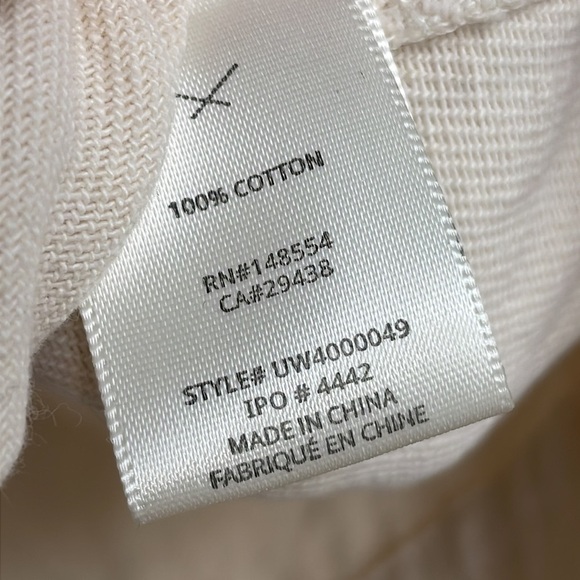 100% COTTON
RN#148554
CA#29438
STYLE# UW4000049
IPO # 4442
MADE IN CHINA
FABRIQUÉ EN CHINE